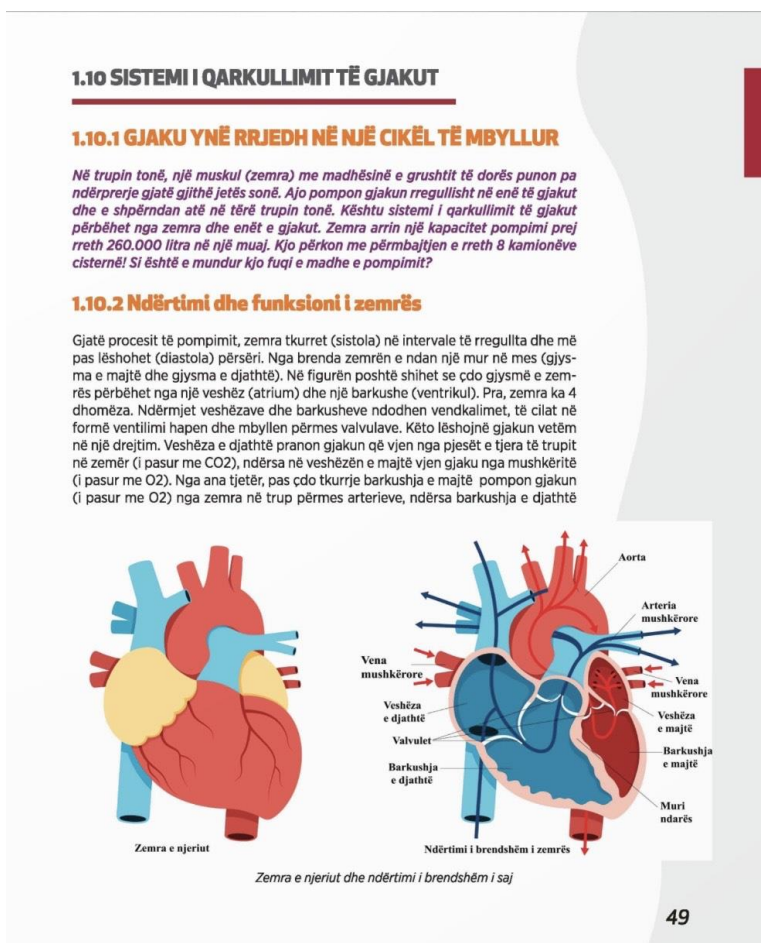 1.10 SISTEMI I QARKULLIMIT TË GJAKUT
1.10.1 GJAKU YNË RRJEDH NË NJË CIKËL TË MBYLLUR
Në trupin tonë, një muskul (zemra) me madhësinë e grushtit të dorës punon pa
ndërprerje gjatë gjithë jetës sonë. Ajo pompon gjakun rregullisht në enë të gjakut
dhe e shpërndan atë në tërë trupin tonë. Kështu sistemi i qarkullimit të gjakut
përbëhet nga zemra dhe enët e gjakut. Zemra arrin një kapacitet pompimi prej
rreth 260.000 litra në një muaj. Kjo përkon me përmbajtjen e rreth 8 kamionëve
cisternë! Si është e mundur kjo fuqi e madhe e pompimit?
1.10.2 Ndërtimi dhe funksioni i zemrës
Gjatë procesit të pompimit, zemra tkurret (sistola) në intervale të rregullta dhe më
pas lëshohet (diastola) përsëri. Nga brenda zemrën e ndan një mur në mes (gjys-
ma e majtë dhe gjysma e djathtë). Në figurën poshtë shihet se çdo gjysmë e zem-
rës përbëhet nga një veshëz (atrium) dhe një barkushe (ventrikul). Pra, zemra ka 4
dhomëza. Ndërmjet veshëzave dhe barkusheve ndodhen vendkalimet, të cilat në
formë ventilimi hapen dhe mbyllen përmes valvulave. Këto lëshojnë gjakun vetëm
në një drejtim. Veshëza e djathtë pranon gjakun që vjen nga pjesët e tjera të trupit
në zemër (i pasur me CO2), ndërsa në veshëzën e majtë vjen gjaku nga mushkëritë
(i pasur me O2). Nga ana tjetër, pas çdo tkurrje barkushja e majtë pompon gjakun
(i pasur me O2) nga zemra në trup përmes arterieve, ndërsa barkushja e djathtë
Aorta
Arteria
mushkërore
Vena
mushkërore
Vena
mushkërore
Veshëza
e djathtë
Veshëza
e majtë
Valvulet
Barkushja
e majtë
Barkushja
e djathtë
Muri
ndarës
Zemra e njeriut
Ndërtimi i brendshëm i zemrës
Zemra e njeriut dhe ndërtimi i brendshëm i saj
49